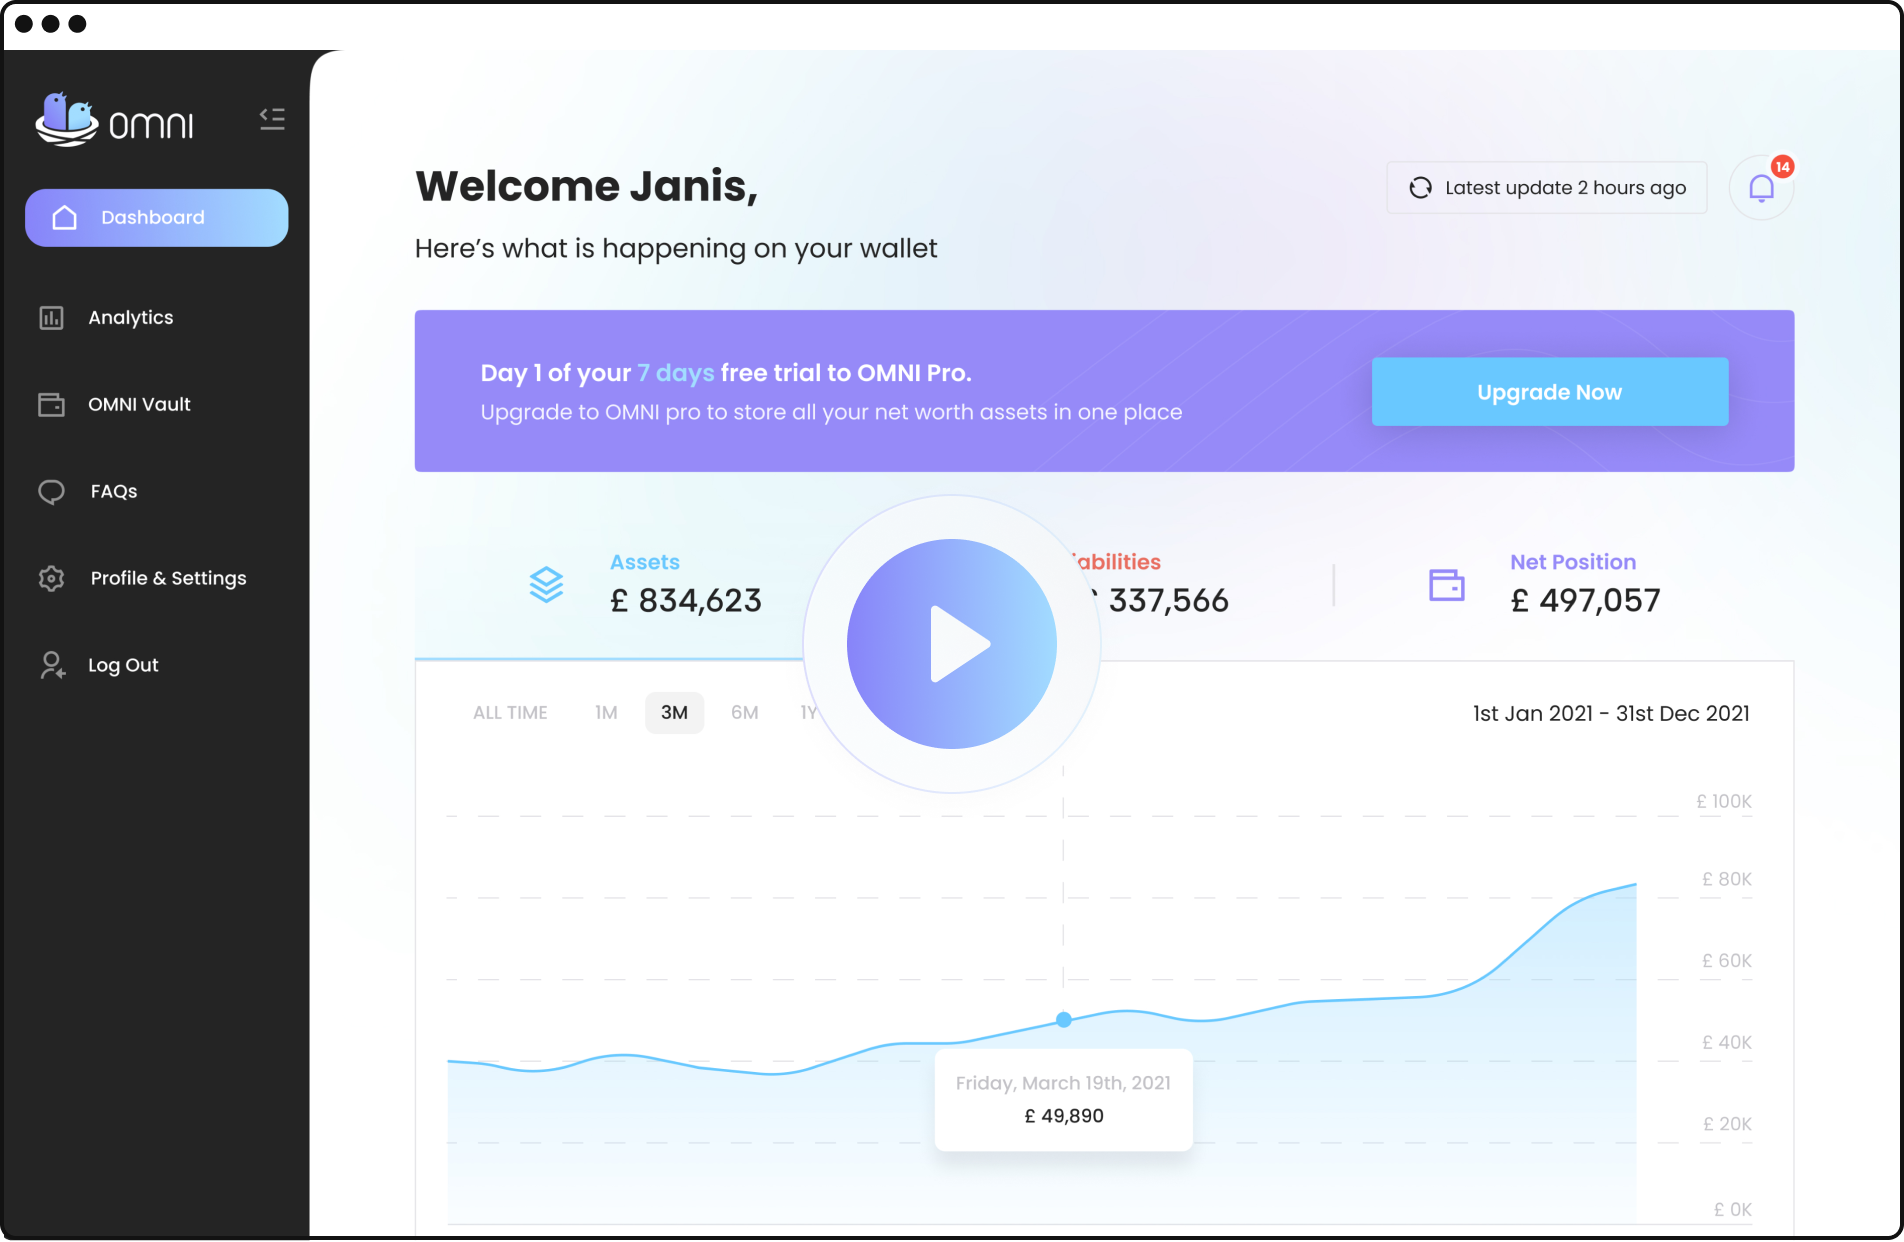 OMNI
Dashboard
Analytics
OMNI Vault
FAQs
Profile & Settings
Log Out
Welcome Janis,
Here's what is happening on your wallet
Latest update 2 hours ago
14
Day 1 of your 7 days free trial to OMNI Pro.
Upgrade to OMNI pro to store all your net worth assets in one place
Upgrade Now
Assets
£ 834,623
abilities
337,566
Net Position
£ 497,057
ALL TIME 1M 3M 6M 1Y
1st Jan 2021 - 31st Dec 2021
£ 100K
£ 80K
£ 60K
£ 40K
£ 20K
£ 0K
Friday, March 19th, 2021
£ 49,890